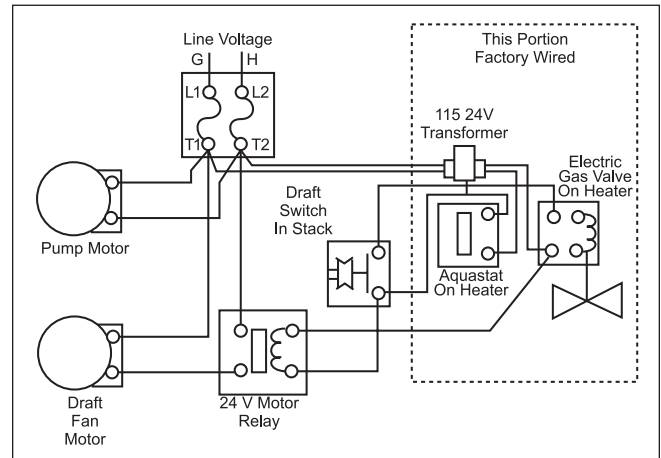 Line Voltage
G
H
L1
L2
T1
T2
This Portion
Factory Wired
115 24V
Transformer
Electric
Gas Valve
On Heater
Draft
Switch
In Stack
Pump Motor
Aquastat
On Heater
Draft
Fan
Motor
24 V Motor
Relay